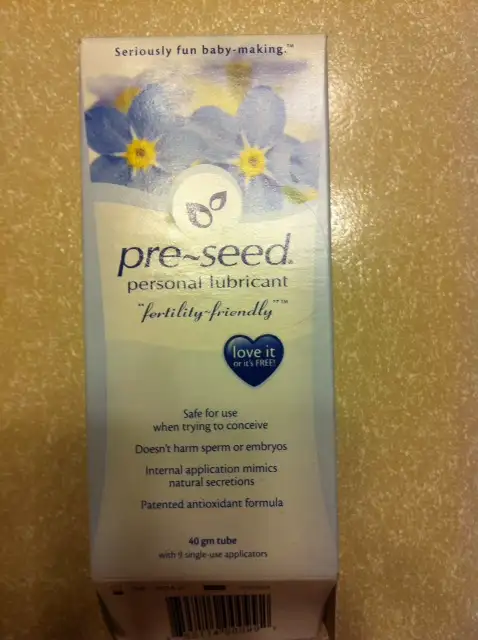 Seriously fun baby-making.™
pre~seed®
personal lubricant
"fertility~friendly"™
love it
or it's FREE!
Safe for use
when trying to conceive
Doesn't harm sperm or embryos
Internal application mimics
natural secretions
Patented antioxidant formula
40 gm tube
with 9 single-use applicators